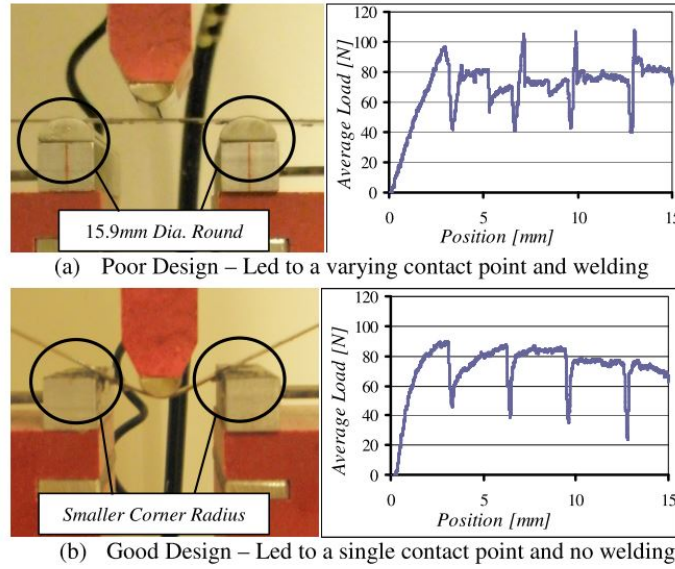 120
100
80
60
40
20
0
Average Load [N]
0 5 10 15
Position [mm]
15.9mm Dia. Round
(a) Poor Design – Led to a varying contact point and welding
120
100
80
60
40
20
0
Average Load [N]
0 5 10 15
Position [mm]
Smaller Corner Radius
(b) Good Design – Led to a single contact point and no welding